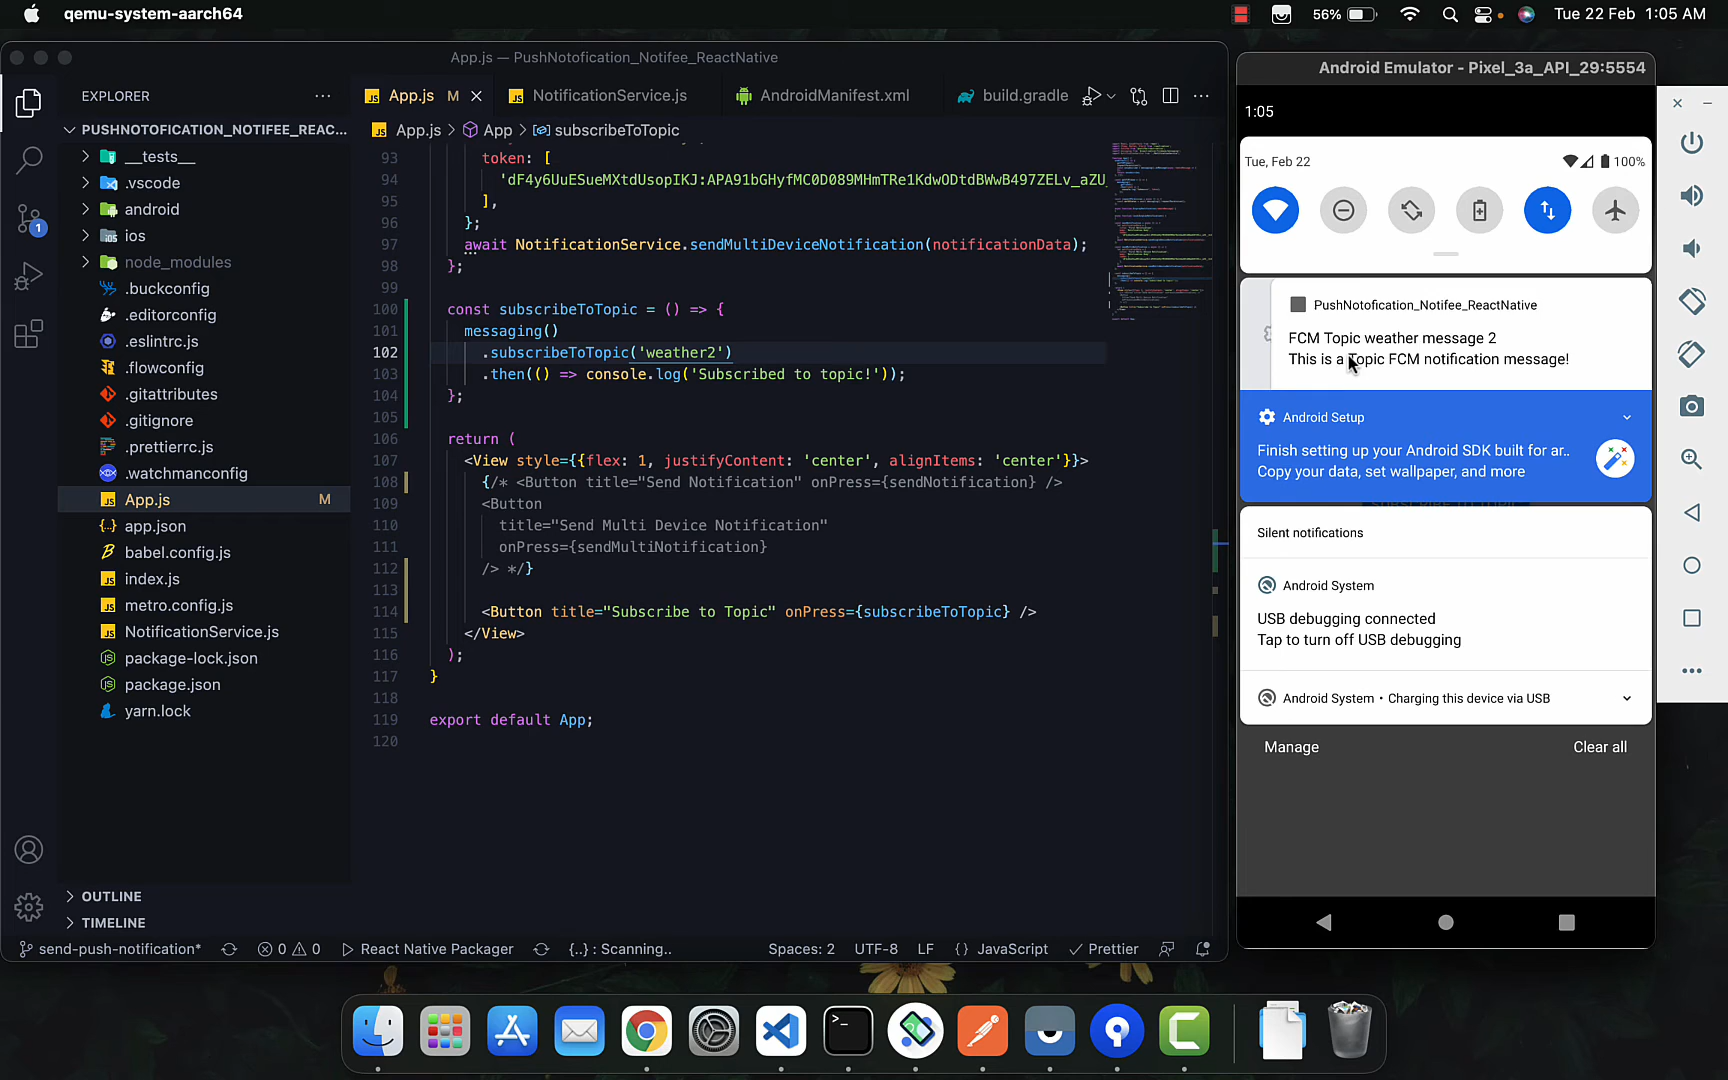 qemu-system-aarch64
56%
Tue 22 Feb 1:05 AM
App.js — PushNotofication_Notifee_ReactNative
EXPLORER
PUSHNOTOFICATION_NOTIFEE_REAC...
__tests__
.vscode
android
ios
node_modules
.buckconfig
.editorconfig
.eslintrc.js
.flowconfig
.gitattributes
.gitignore
.prettierrc.js
.watchmanconfig
App.js M
app.json
babel.config.js
index.js
metro.config.js
NotificationService.js
package-lock.json
package.json
yarn.lock
OUTLINE
TIMELINE
1
App.js M
NotificationService.js
AndroidManifest.xml
build.gradle
App.js > App > subscribeToTopic
93 token: [
94 'dF4y6UuESueMXtdUsopIKJ:APA91bGHyfMC0D089MHmTRe1KdwODtdBWwB497ZELv_aZU
95 ],
96 };
97 await NotificationService.sendMultiDeviceNotification(notificationData);
98 };
99
100 const subscribeToTopic = () => {
101 messaging()
102 .subscribeToTopic('weather2')
103 .then(() => console.log('Subscribed to topic!'));
104 };
105
106 return (
107 <View style={{flex: 1, justifyContent: 'center', alignItems: 'center'}}>
108 {/* <Button title="Send Notification" onPress={sendNotification} />
109 <Button
110 title="Send Multi Device Notification"
111 onPress={sendMultiNotification}
112 /> */}
113
114 <Button title="Subscribe to Topic" onPress={subscribeToTopic} />
115 </View>
116 );
117 }
118
119 export default App;
120
send-push-notification*
0 0
React Native Packager
{..} : Scanning..
Spaces: 2
UTF-8
LF
{} JavaScript
Prettier
Android Emulator - Pixel_3a_API_29:5554
1:05
Tue, Feb 22
100%
PushNotofication_Notifee_ReactNative
FCM Topic weather message 2
This is a Topic FCM notification message!
Android Setup
Finish setting up your Android SDK built for ar..
Copy your data, set wallpaper, and more
Silent notifications
Android System
USB debugging connected
Tap to turn off USB debugging
Android System • Charging this device via USB
Manage
Clear all